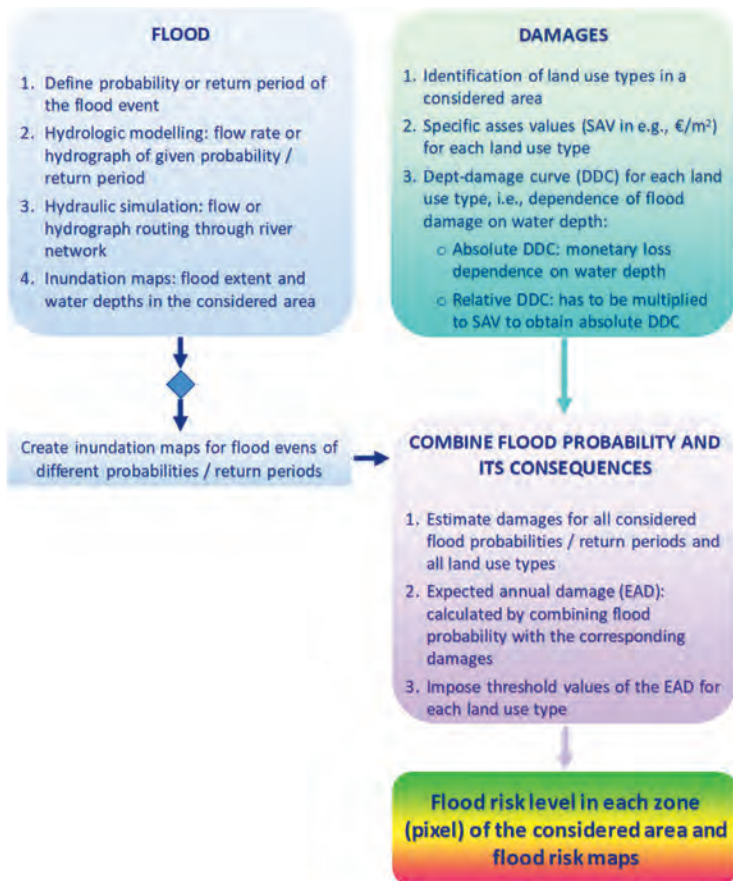 FLOOD
1. Define probability or return period of
the flood event
2. Hydrologic modelling: flow rate or
hydrograph of given probability /
return period
3. Hydraulic simulation: flow or
hydrograph routing through river
network
4. Inundation maps: flood extent and
water depths in the considered area
DAMAGES
1. Identification of land use types in a
considered area
2. Specific asses values (SAV in e.g., €/m²)
for each land use type
3. Dept-damage curve (DDC) for each land
use type, i.e., dependence of flood
damage on water depth:
○ Absolute DDC: monetary loss
dependence on water depth
○ Relative DDC: has to be multiplied
to SAV to obtain absolute DDC
Create inundation maps for flood evens of
different probabilities / return periods
COMBINE FLOOD PROBABILITY AND
ITS CONSEQUENCES
1. Estimate damages for all considered
flood probabilities / return periods and
all land use types
2. Expected annual damage (EAD):
calculated by combining flood
probability with the corresponding
damages
3. Impose threshold values of the EAD for
each land use type
Flood risk level in each zone
(pixel) of the considered area and
flood risk maps